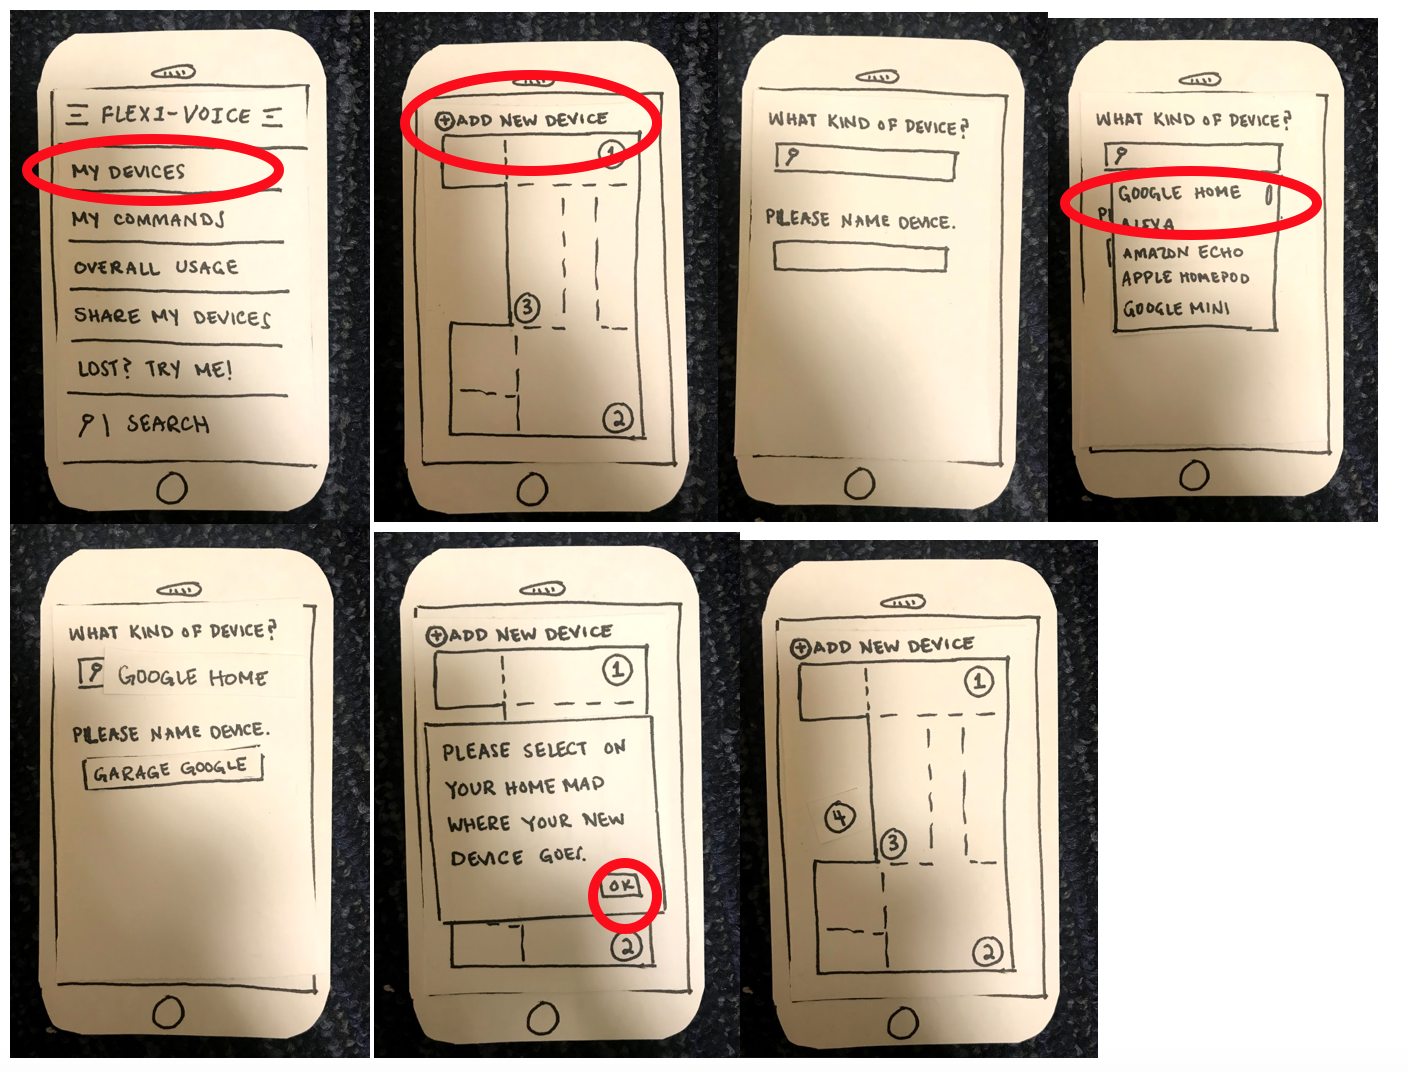 FLEXI-VOICE
MY DEVICES
MY COMMANDS
OVERALL USAGE
SHARE MY DEVICES
LOST? TRY ME!
SEARCH
+ ADD NEW DEVICE
1
3
2
WHAT KIND OF DEVICE?
PLEASE NAME DEVICE.
WHAT KIND OF DEVICE?
GOOGLE HOME
ALEXA
AMAZON ECHO
APPLE HOMEPOD
GOOGLE MINI
WHAT KIND OF DEVICE?
GOOGLE HOME
PLEASE NAME DEVICE.
GARAGE GOOGLE
+ ADD NEW DEVICE
1
PLEASE SELECT ON
YOUR HOME MAP
WHERE YOUR NEW
DEVICE GOES.
OK
2
+ ADD NEW DEVICE
1
4
3
2